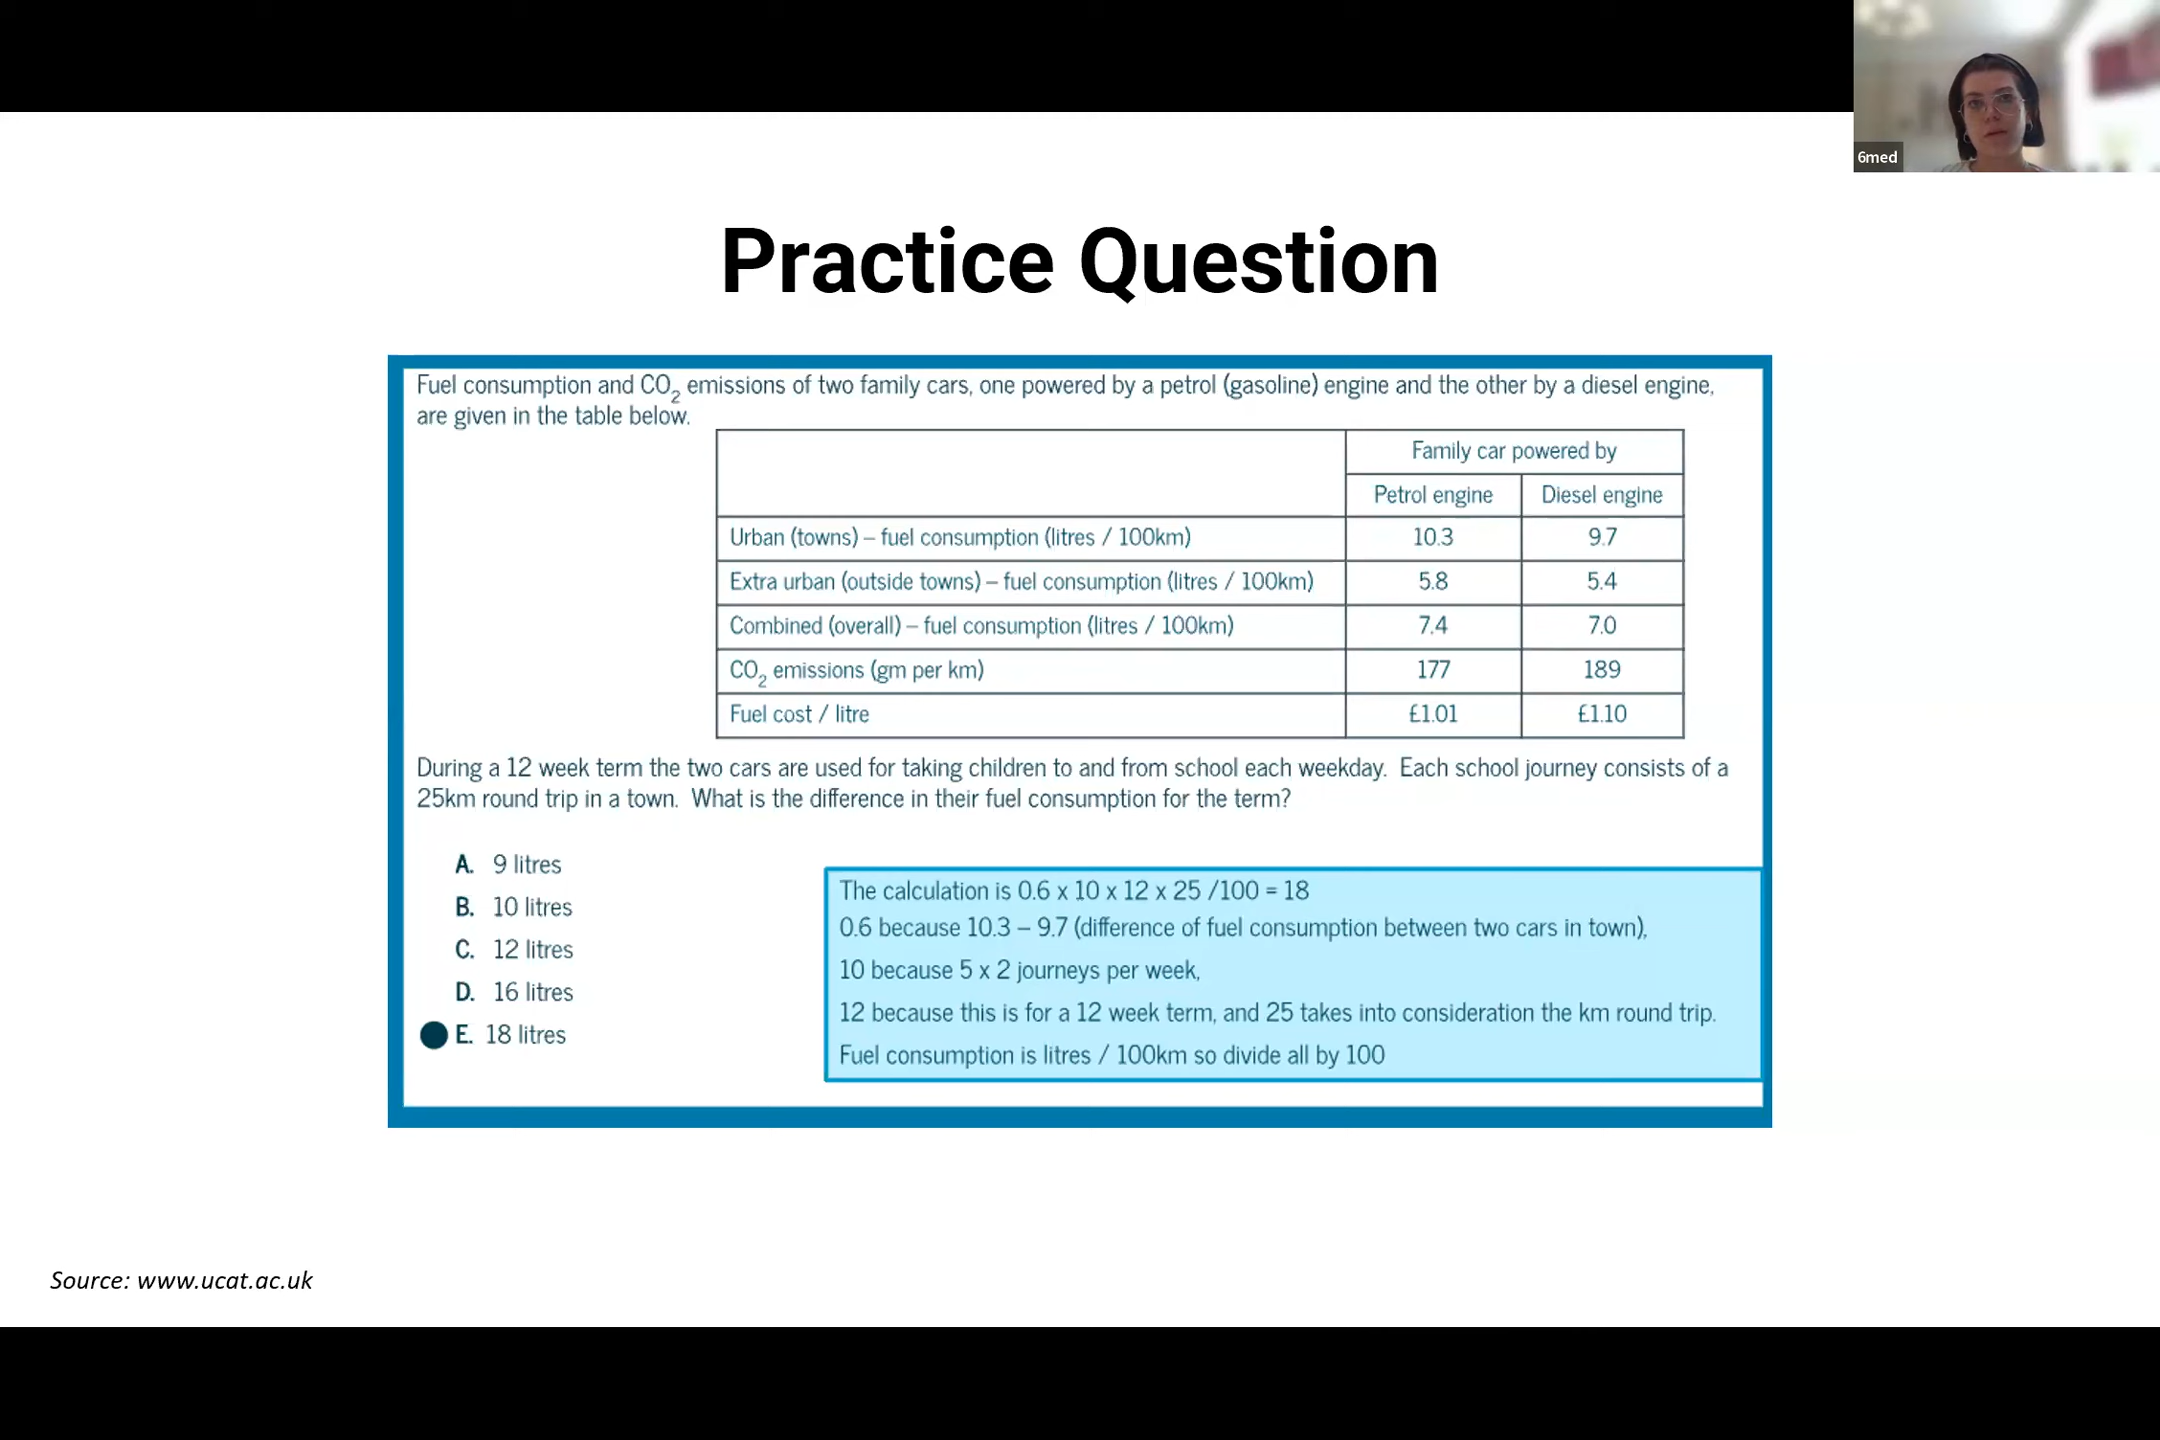 6med
Practice Question
Fuel consumption and CO₂ emissions of two family cars, one powered by a petrol (gasoline) engine and the other by a diesel engine,
are given in the table below.
Family car powered by
Petrol engine Diesel engine
Urban (towns) – fuel consumption (litres / 100km) 10.3 9.7
Extra urban (outside towns) – fuel consumption (litres / 100km) 5.8 5.4
Combined (overall) – fuel consumption (litres / 100km) 7.4 7.0
CO₂ emissions (gm per km) 177 189
Fuel cost / litre £1.01 £1.10
During a 12 week term the two cars are used for taking children to and from school each weekday. Each school journey consists of a
25km round trip in a town. What is the difference in their fuel consumption for the term?
A. 9 litres
B. 10 litres
C. 12 litres
D. 16 litres
E. 18 litres
The calculation is 0.6 x 10 x 12 x 25 /100 = 18
0.6 because 10.3 – 9.7 (difference of fuel consumption between two cars in town),
10 because 5 x 2 journeys per week,
12 because this is for a 12 week term, and 25 takes into consideration the km round trip.
Fuel consumption is litres / 100km so divide all by 100
Source: www.ucat.ac.uk